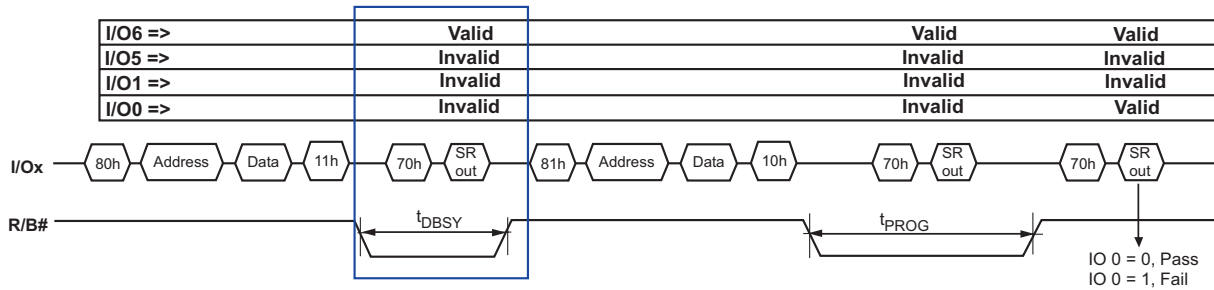 I/O6 => Valid Valid Valid
I/O5 => Invalid Invalid Invalid
I/O1 => Invalid Invalid Invalid
I/O0 => Invalid Invalid Valid
I/Ox 80h Address Data 11h 70h SR out 81h Address Data 10h 70h SR out 70h SR out
R/B# tDBSY tPROG
IO 0 = 0, Pass
IO 0 = 1, Fail